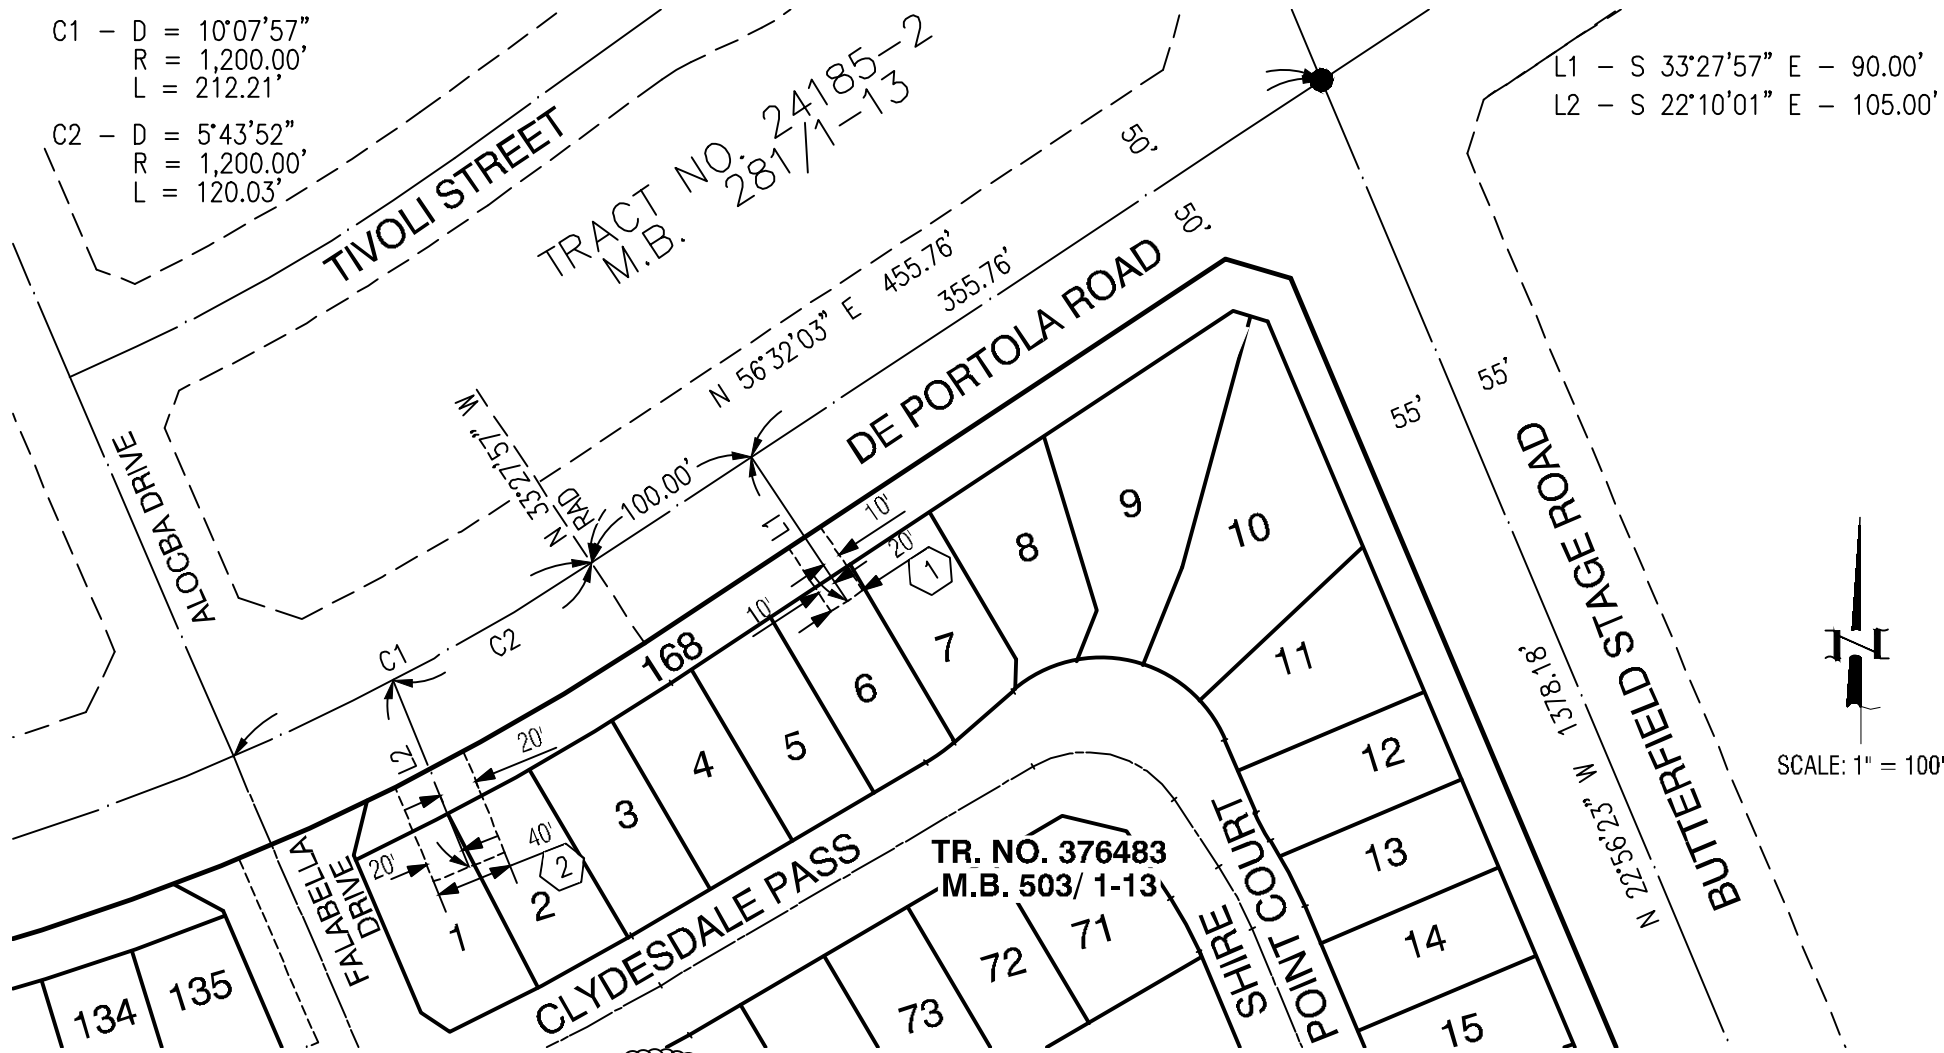 C1 – D = 10°07'57"
R = 1,200.00'
L = 212.21'
C2 – D = 5°43'52"
R = 1,200.00'
L = 120.03'
L1 – S 33°27'57" E – 90.00'
L2 – S 22°10'01" E – 105.00'
TIVOLI STREET
TRACT NO. 24185–2
M.B. 281/1–13
50'
50'
N 56°32'03" E 455.76'
355.76'
DE PORTOLA ROAD
55'
55'
BUTTERFIELD STAGE ROAD
N 22°56'23" W 1378.18'
ALOCBA DRIVE
N 33°27'57" W
RAD
100.00'
L1
10'
20'
1
10'
C1
C2
168
L2
20'
40'
20'
2
FALABELLA
DRIVE
1
2
3
4
5
6
7
8
9
10
11
12
13
14
15
CLYDESDALE PASS
TR. NO. 376483
M.B. 503/ 1-13
SHIRE
POINT COURT
71
72
73
134
135
N
SCALE: 1" = 100'